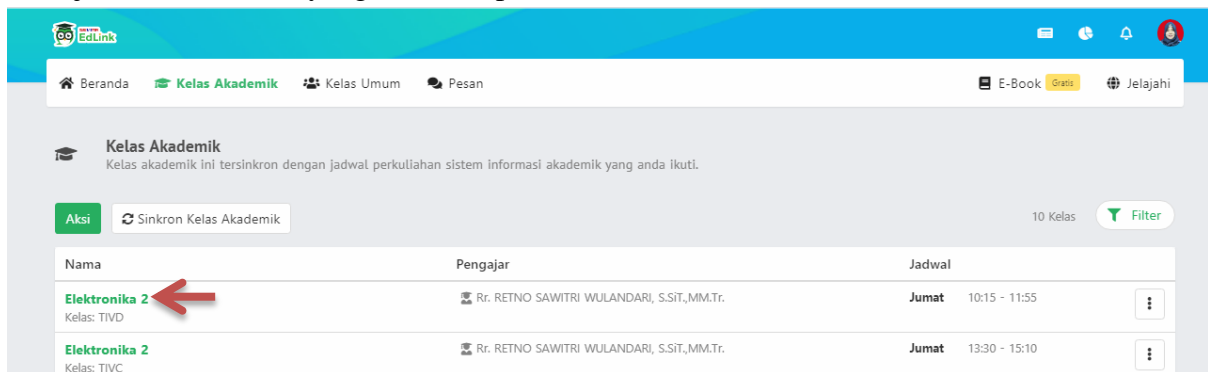 EdLink
Beranda Kelas Akademik Kelas Umum Pesan E-Book Gratis Jelajahi
Kelas Akademik
Kelas akademik ini tersinkron dengan jadwal perkuliahan sistem informasi akademik yang anda ikuti.
Aksi Sinkron Kelas Akademik 10 Kelas Filter
Nama Pengajar Jadwal
Elektronika 2 Rr. RETNO SAWITRI WULANDARI, S.SiT.,MM.Tr. Jumat 10:15 - 11:55
Kelas: TIVD
Elektronika 2 Rr. RETNO SAWITRI WULANDARI, S.SiT.,MM.Tr. Jumat 13:30 - 15:10
Kelas: TIVC